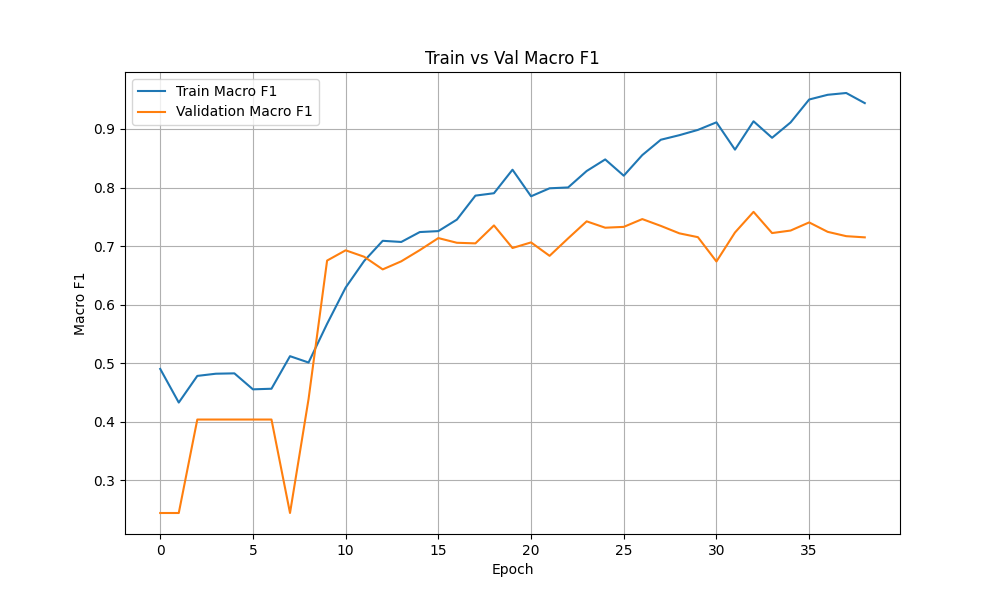 Train vs Val Macro F1
Train Macro F1
Validation Macro F1
Macro F1
0.9
0.8
0.7
0.6
0.5
0.4
0.3
0 5 10 15 20 25 30 35
Epoch